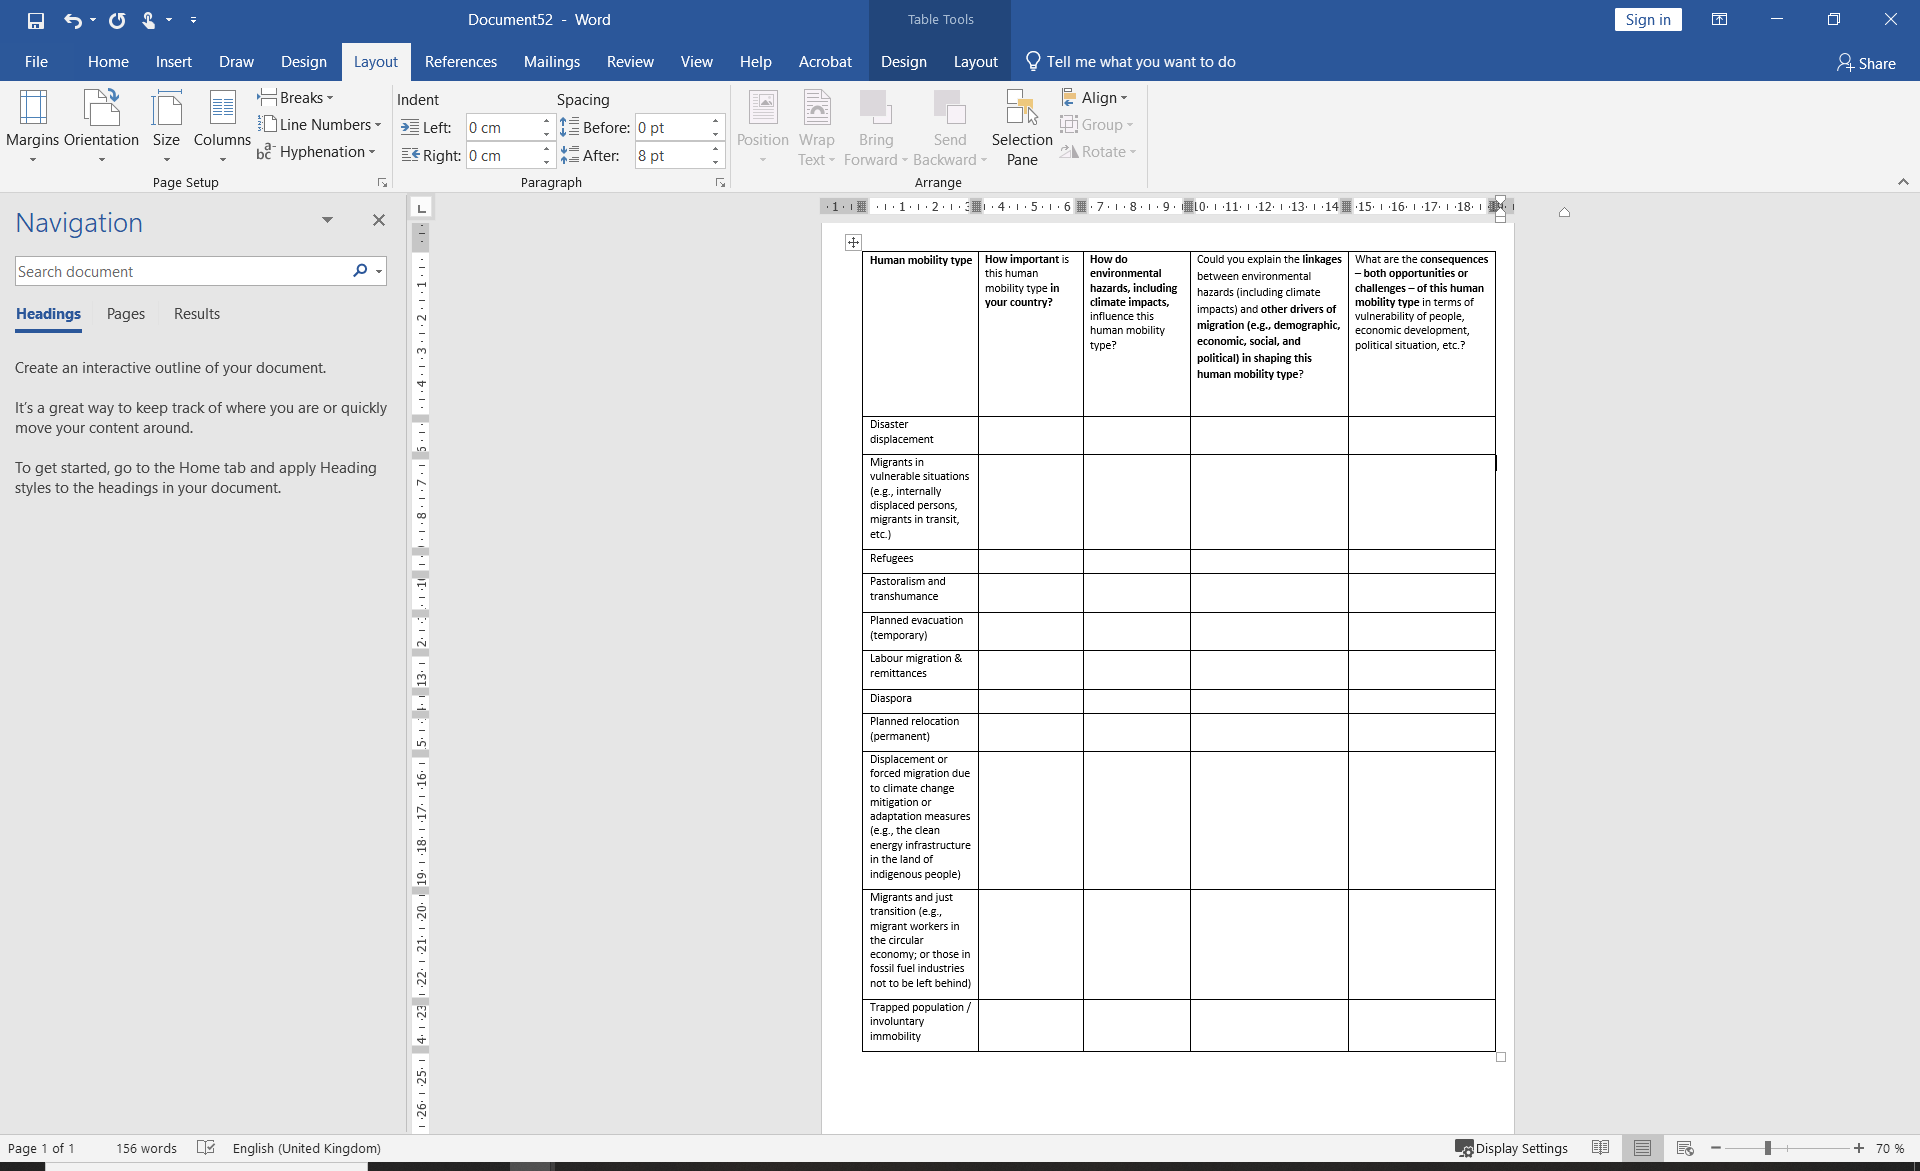 Document52 - Word
Table Tools
Sign in
File
Home
Insert
Draw
Design
Layout
References
Mailings
Review
View
Help
Acrobat
Design
Layout
Tell me what you want to do
Share
Margins
Orientation
Size
Columns
Breaks
Line Numbers
Hyphenation
Page Setup
Indent
Left: 0 cm
Right: 0 cm
Spacing
Before: 0 pt
After: 8 pt
Paragraph
Position
Wrap
Text
Bring
Forward
Send
Backward
Selection
Pane
Align
Group
Rotate
Arrange
Navigation
Search document
Headings
Pages
Results
Create an interactive outline of your document.
It's a great way to keep track of where you are or quickly
move your content around.
To get started, go to the Home tab and apply Heading
styles to the headings in your document.
Human mobility type
How important is
this human
mobility type in
your country?
How do
environmental
hazards, including
climate impacts,
influence this
human mobility
type?
Could you explain the linkages
between environmental
hazards (including climate
impacts) and other drivers of
migration (e.g., demographic,
economic, social, and
political) in shaping this
human mobility type?
What are the consequences
– both opportunities or
challenges – of this human
mobility type in terms of
vulnerability of people,
economic development,
political situation, etc.?
Disaster
displacement
Migrants in
vulnerable situations
(e.g., internally
displaced persons,
migrants in transit,
etc.)
Refugees
Pastoralism and
transhumance
Planned evacuation
(temporary)
Labour migration &
remittances
Diaspora
Planned relocation
(permanent)
Displacement or
forced migration due
to climate change
mitigation or
adaptation measures
(e.g., the clean
energy infrastructure
in the land of
indigenous people)
Migrants and just
transition (e.g.,
migrant workers in
the circular
economy; or those in
fossil fuel industries
not to be left behind)
Trapped population /
involuntary
immobility
Page 1 of 1
156 words
English (United Kingdom)
Display Settings
70 %